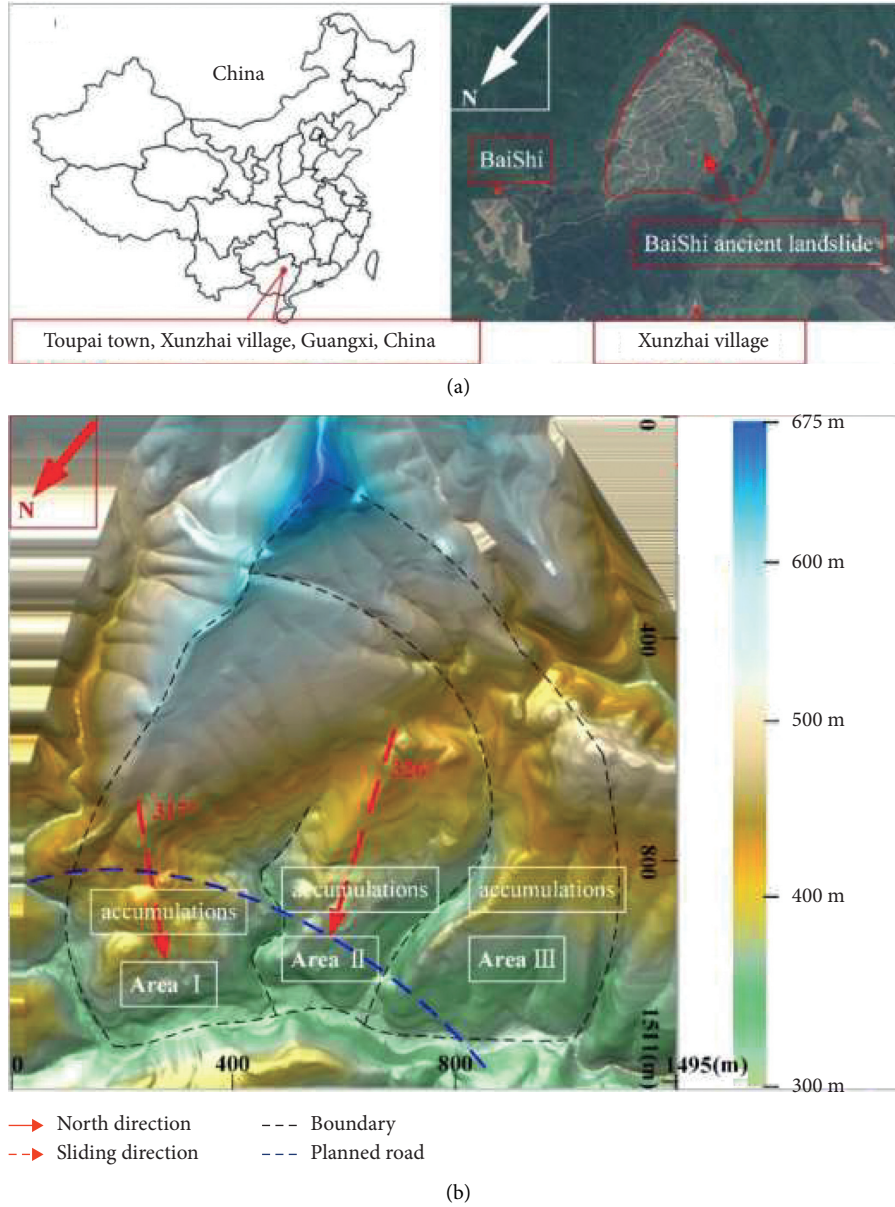 China
N
BaiShi
BaiShi ancient landslide
Toupai town, Xunzhai village, Guangxi, China
Xunzhai village
(a)
N
0
675 m
600 m
400
500 m
accumulations
accumulations
accumulations
800
400 m
Area I
Area II
Area III
0
400
800
1495(m)
1511(m)
300 m
North direction
Boundary
Sliding direction
Planned road
(b)